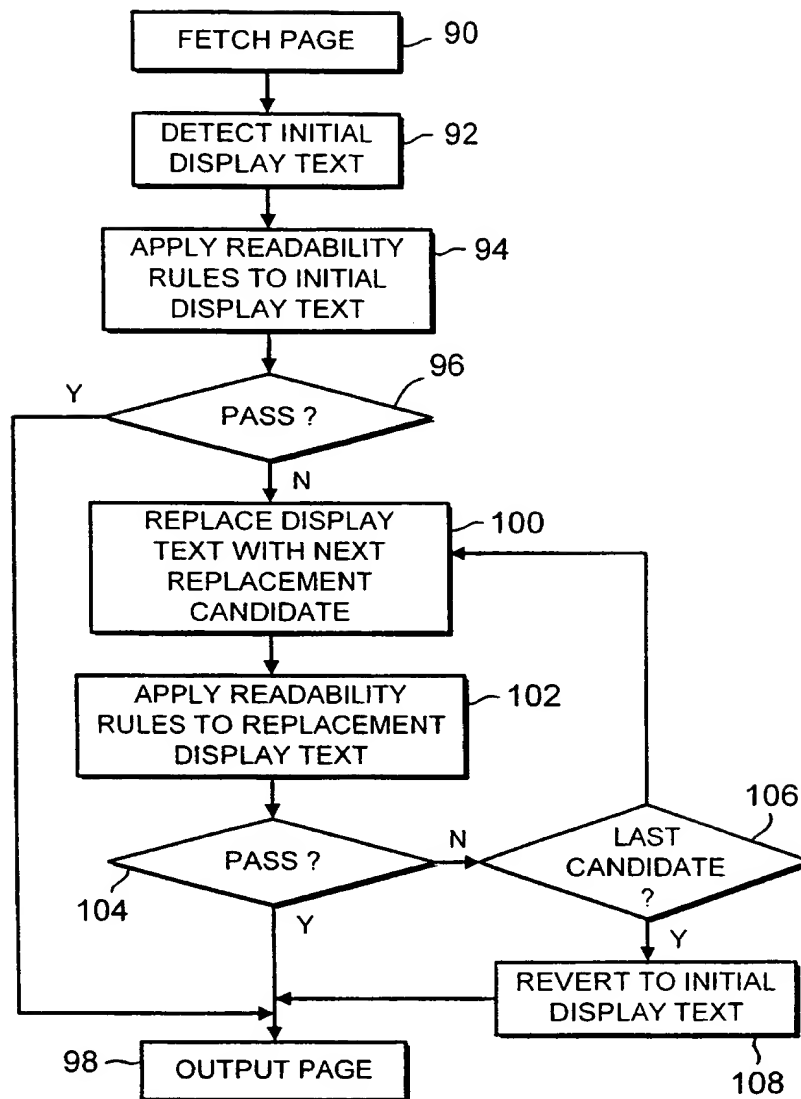 FETCH PAGE
90
DETECT INITIAL
DISPLAY TEXT
92
APPLY READABILITY
RULES TO INITIAL
DISPLAY TEXT
94
PASS ?
96
Y
N
REPLACE DISPLAY
TEXT WITH NEXT
REPLACEMENT
CANDIDATE
100
APPLY READABILITY
RULES TO REPLACEMENT
DISPLAY TEXT
102
PASS ?
104
N
Y
LAST
CANDIDATE
?
106
Y
REVERT TO INITIAL
DISPLAY TEXT
108
98
OUTPUT PAGE